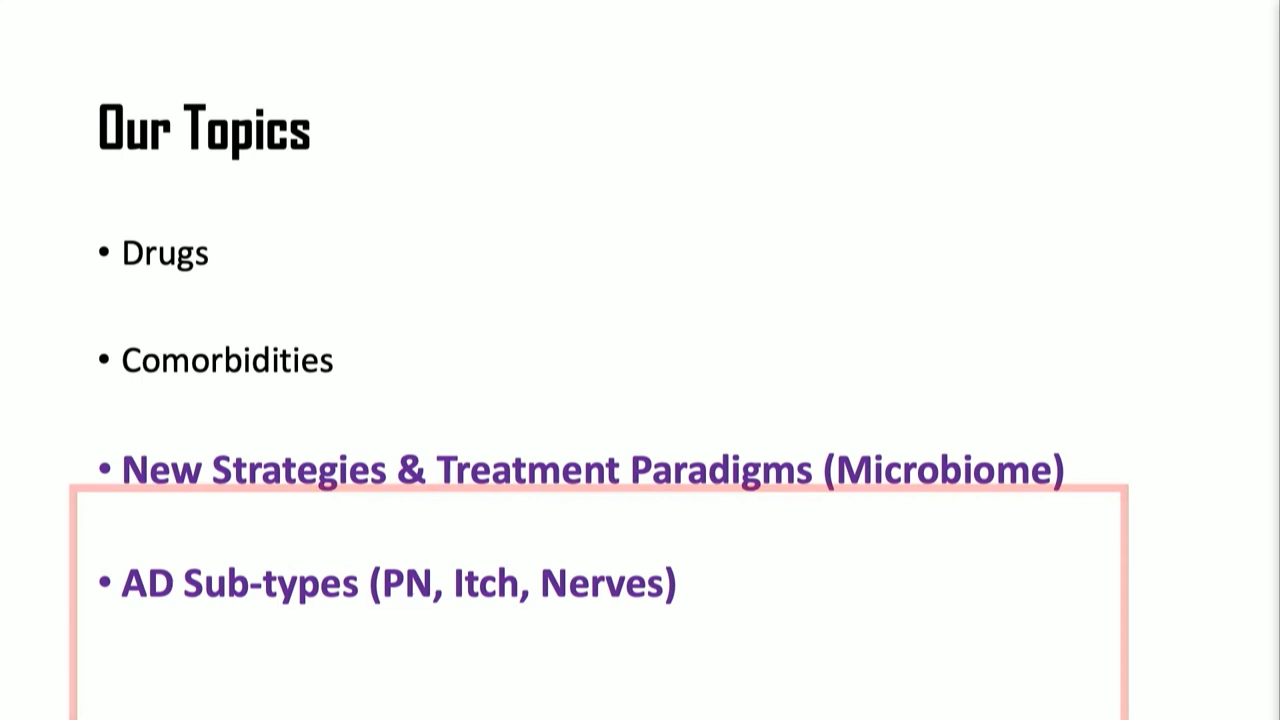 Our Topics
• Drugs
• Comorbidities
• New Strategies & Treatment Paradigms (Microbiome)
• AD Sub-types (PN, Itch, Nerves)